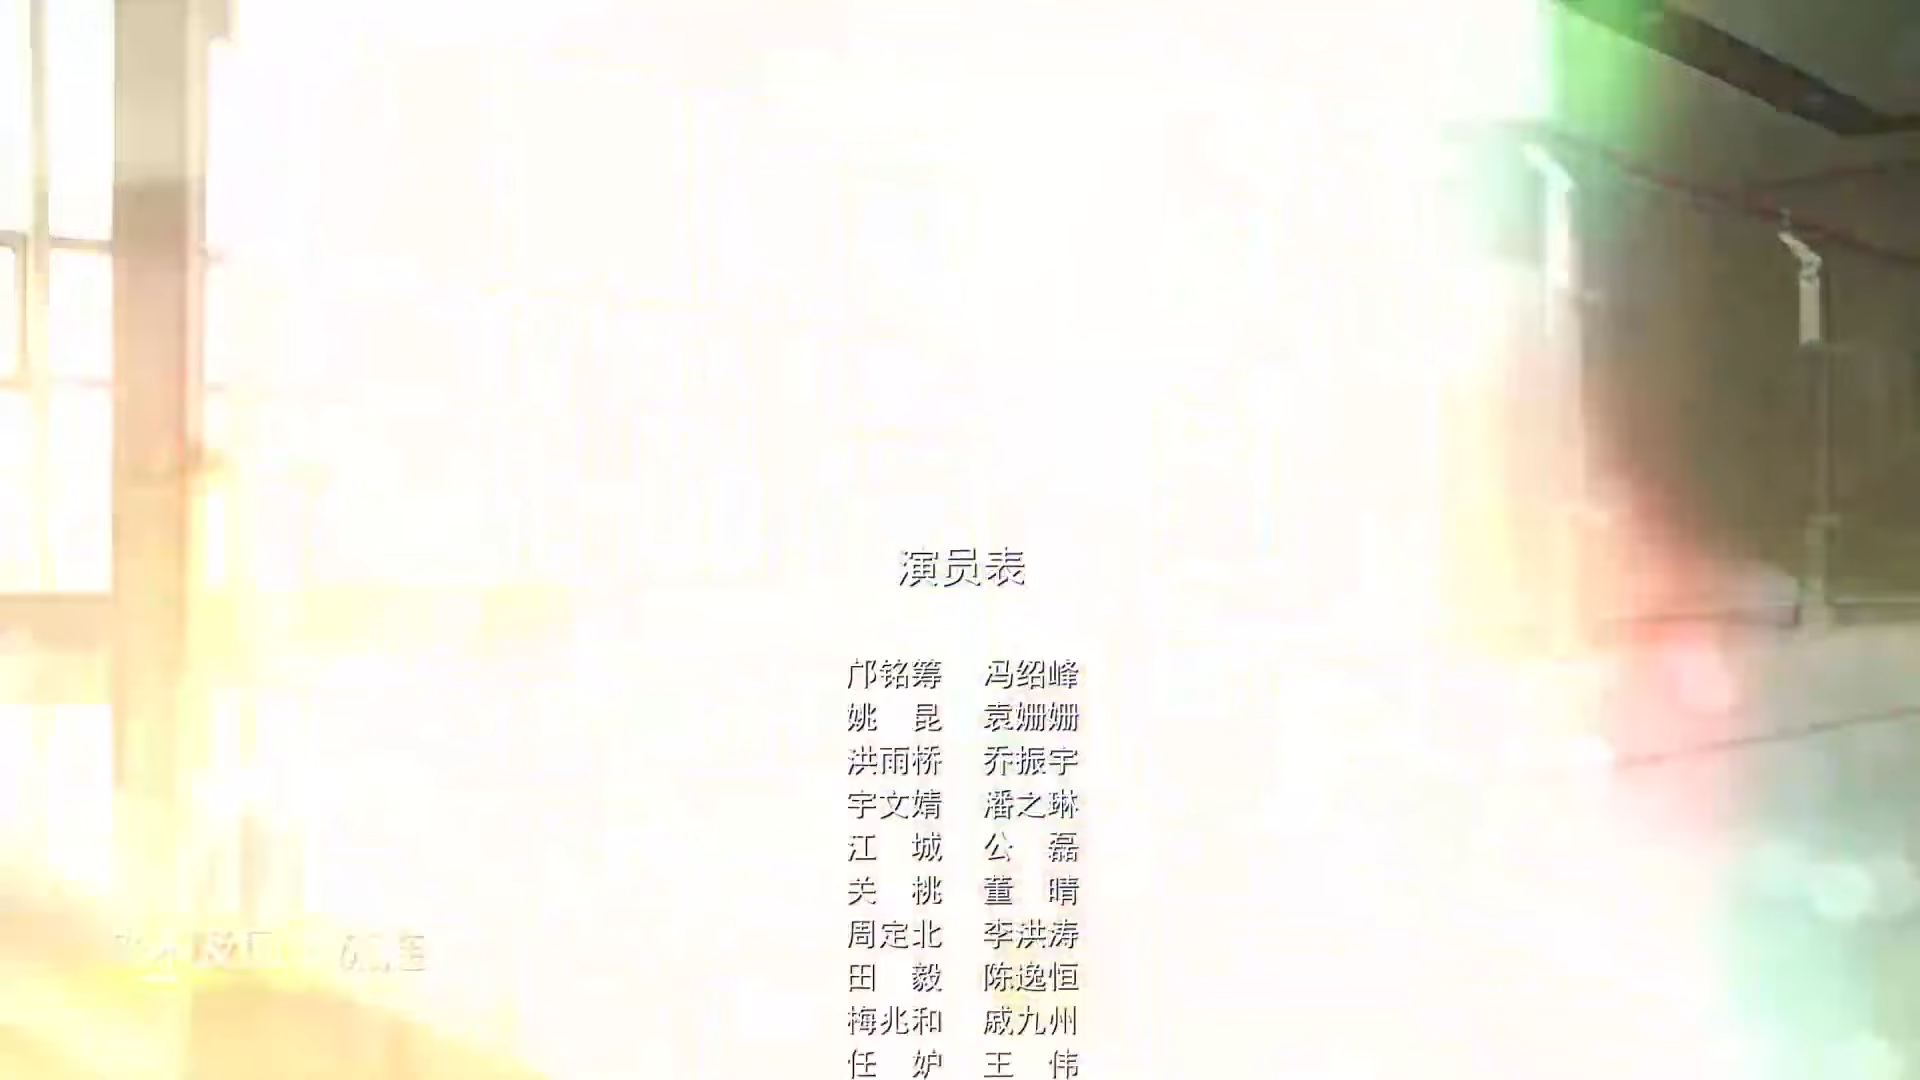 演员表
邝铭筹 冯绍峰
姚 昆 袁姗姗
洪雨桥 乔振宇
宇文婧 潘之琳
江 城 公 磊
关 桃 董 晴
周定北 李洪涛
田 毅 陈逸恒
梅兆和 戚九州
任 妒 王 伟